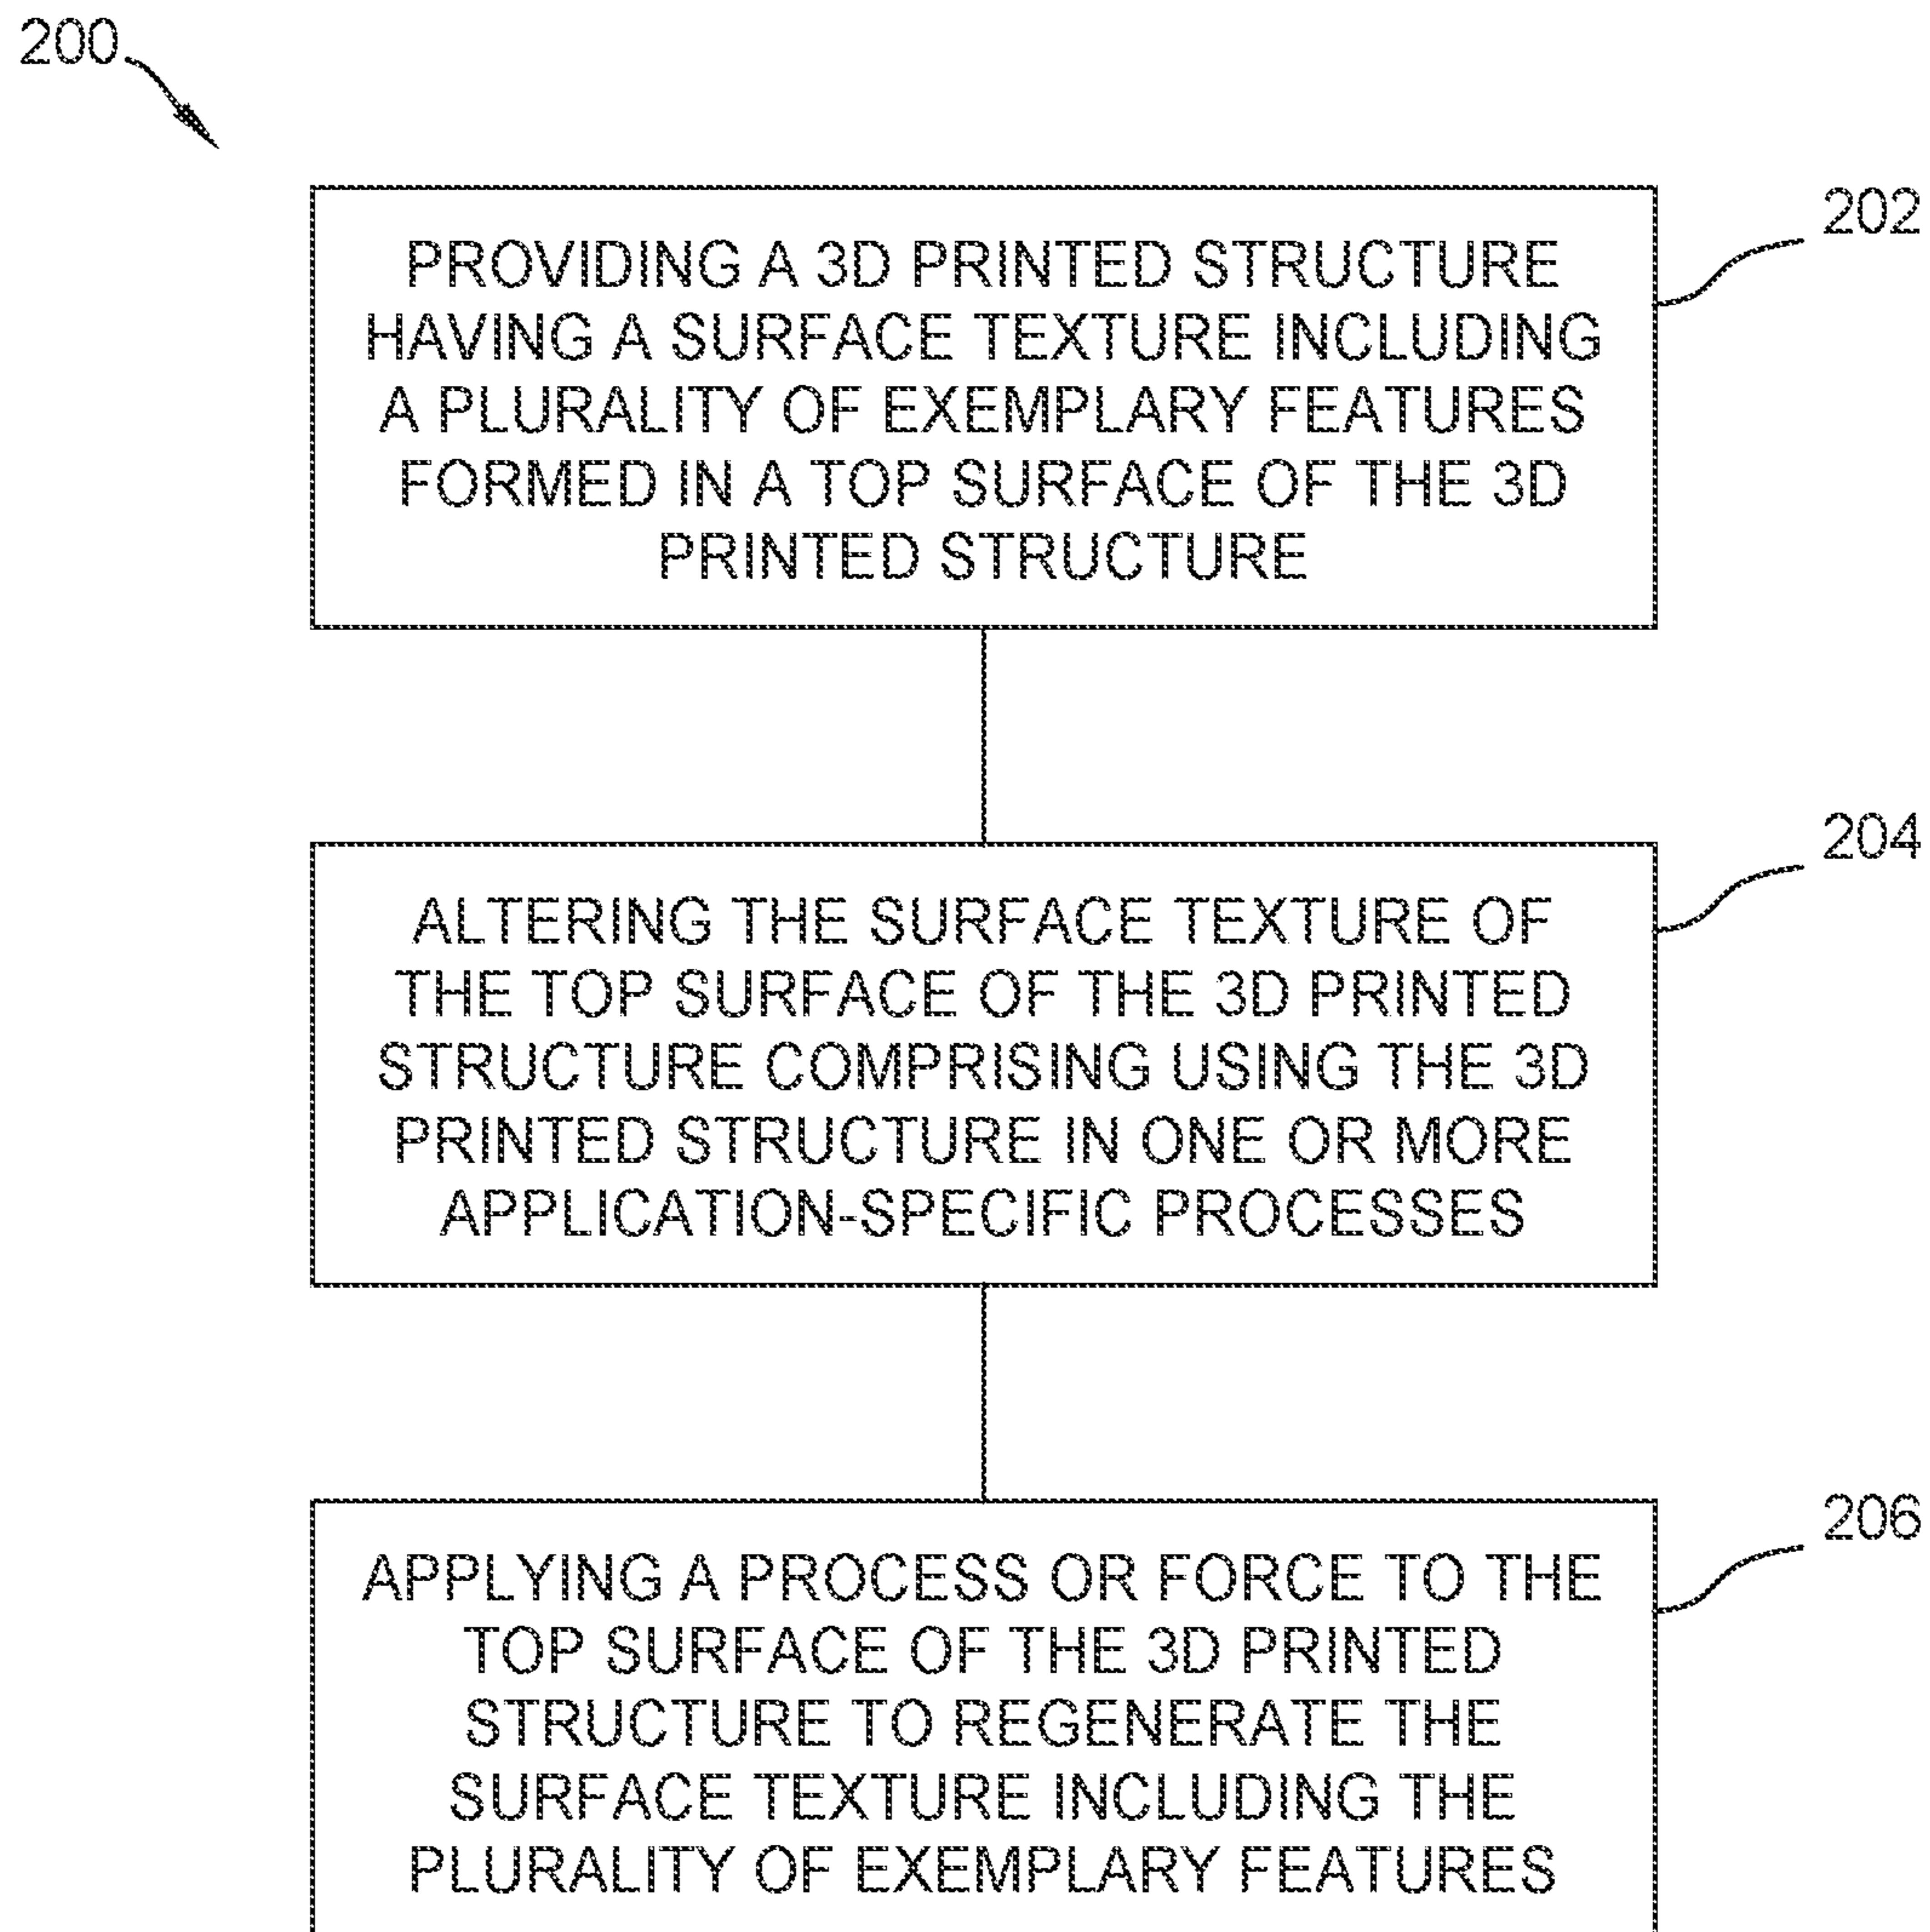 200
202
PROVIDING A 3D PRINTED STRUCTURE
HAVING A SURFACE TEXTURE INCLUDING
A PLURALITY OF EXEMPLARY FEATURES
FORMED IN A TOP SURFACE OF THE 3D
PRINTED STRUCTURE
204
ALTERING THE SURFACE TEXTURE OF
THE TOP SURFACE OF THE 3D PRINTED
STRUCTURE COMPRISING USING THE 3D
PRINTED STRUCTURE IN ONE OR MORE
APPLICATION-SPECIFIC PROCESSES
206
APPLYING A PROCESS OR FORCE TO THE
TOP SURFACE OF THE 3D PRINTED
STRUCTURE TO REGENERATE THE
SURFACE TEXTURE INCLUDING THE
PLURALITY OF EXEMPLARY FEATURES